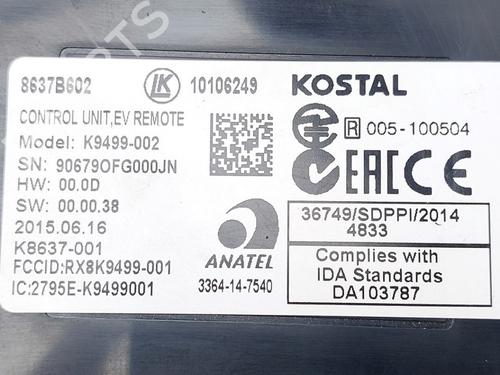 8637B602
LK
10106249
KOSTAL
CONTROL UNIT,EV REMOTE
Model: K9499-002
SN: 90679OFG000JN
HW: 00.0D
SW: 00.00.38
2015.06.16
K8637-001
FCCID:RX8K9499-001
IC:2795E-K9499001
ANATEL
3364-14-7540
R 005-100504
EAC CE
36749/SDPPI/2014
4833
Complies with
IDA Standards
DA103787